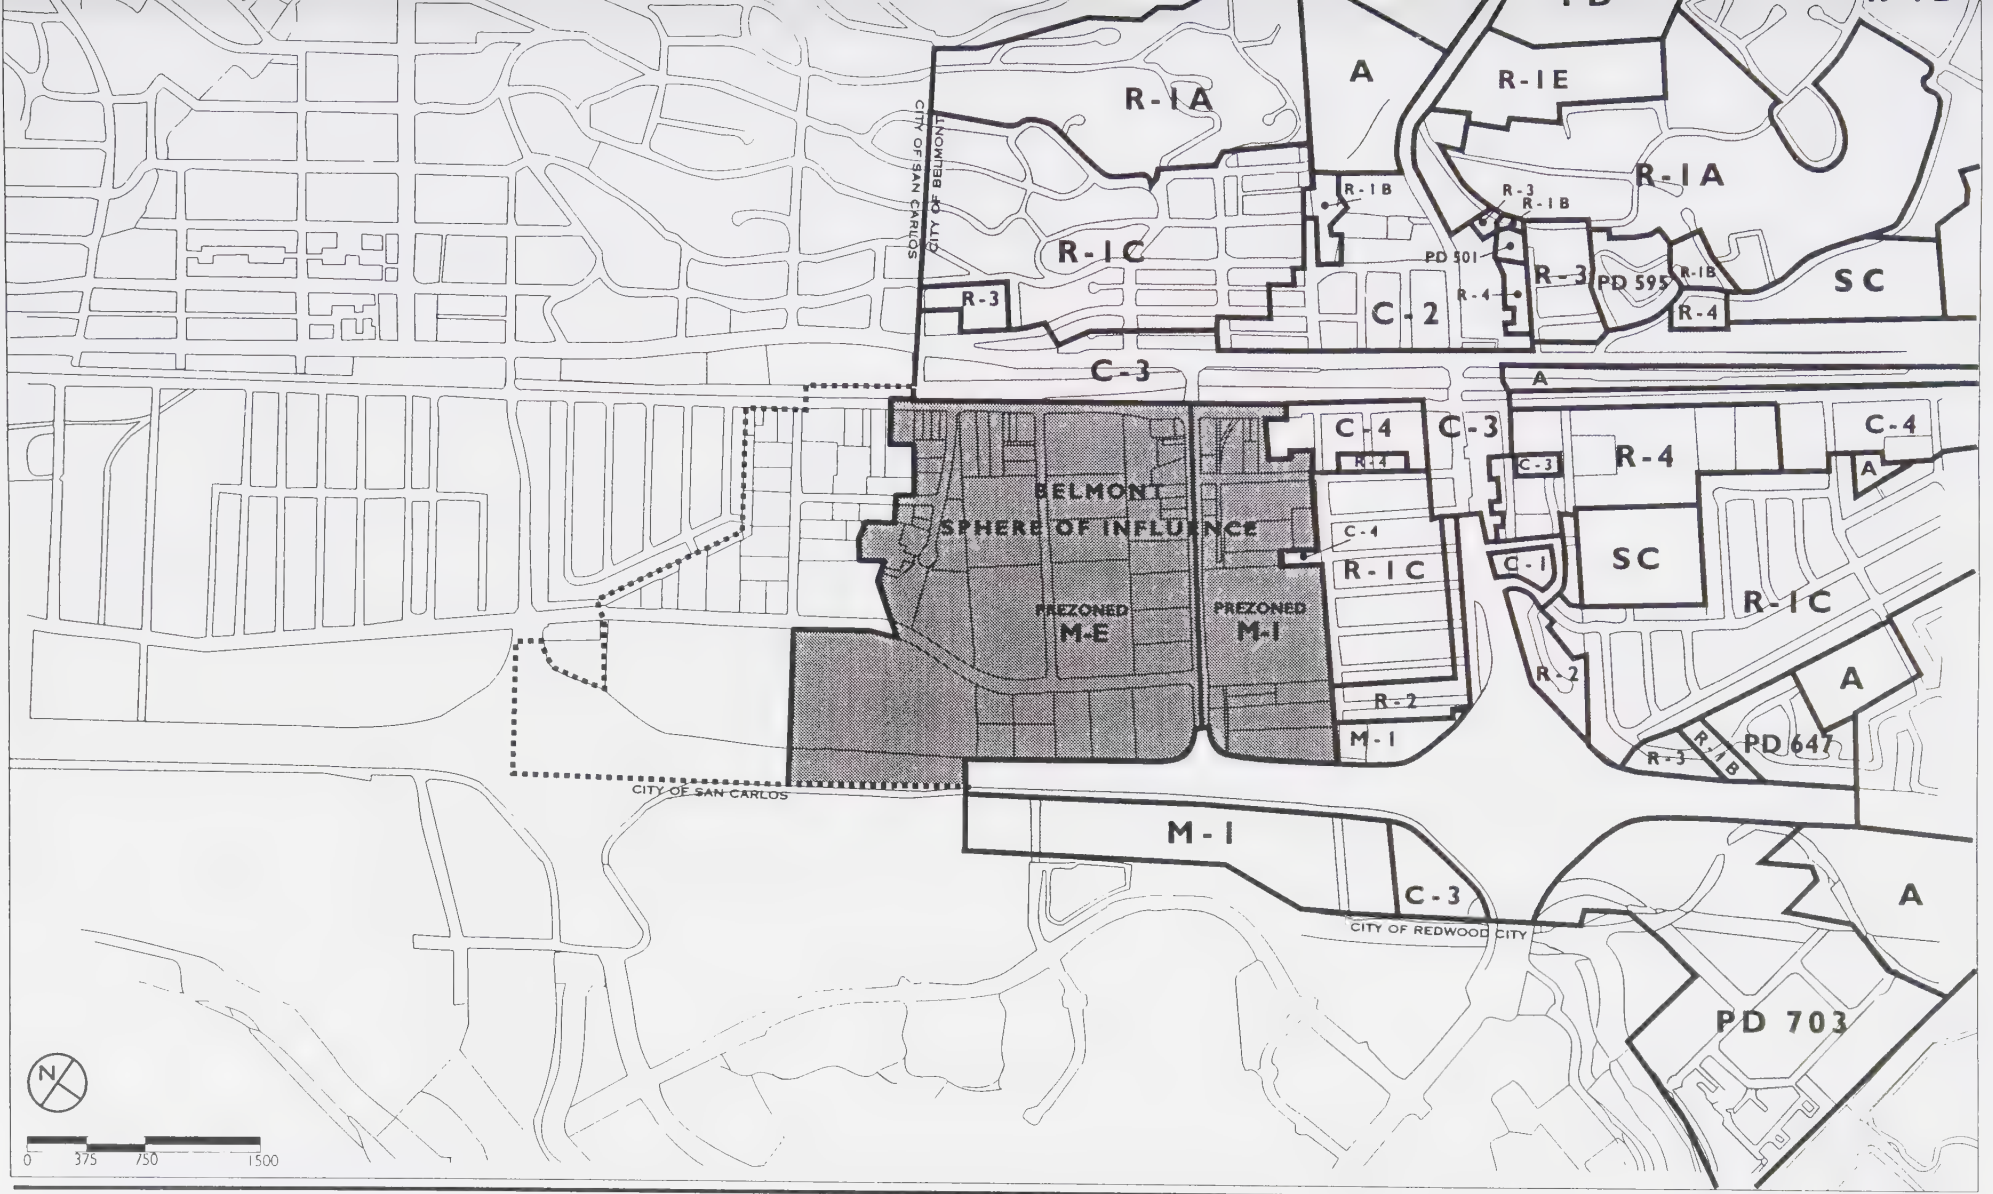 PD
R-1E
A
R-1A
CITY OF SAN CARLOS
CITY OF BELMONT
R-1A
R-1B
R-3
R-1B
R-1C
PD 501
R-3
PD 595
R-1B
SC
R-3
R-4
C-2
R-4
C-3
A
C-4
C-3
R-4
C-4
R-4
C-3
A
BELMONT
SPHERE OF INFLUENCE
C-4
R-1C
C-1
SC
PREZONED
M-E
PREZONED
M-I
R-1C
R-2
A
R-2
M-1
R-3
R-1B
PD 647
CITY OF SAN CARLOS
M-1
C-3
A
CITY OF REDWOOD CITY
PD 703
N
0 375 750 1500